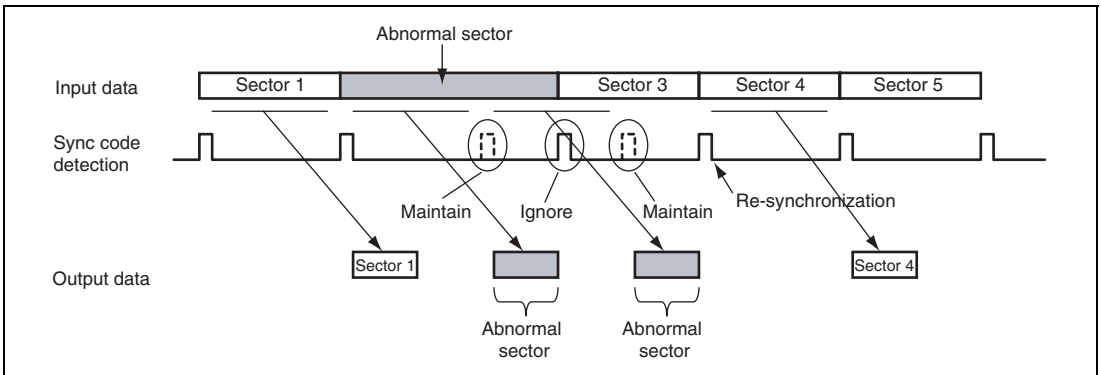 Abnormal sector
Input data
Sector 1
Sector 3
Sector 4
Sector 5
Sync code
detection
Maintain
Ignore
Maintain
Re-synchronization
Output data
Sector 1
Sector 4
Abnormal
sector
Abnormal
sector